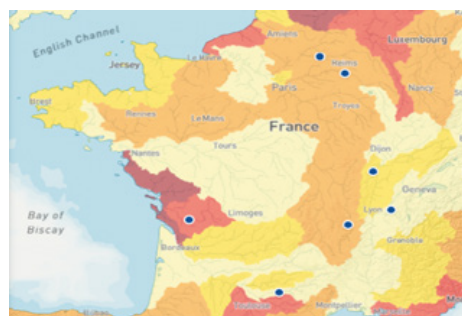 English Channel
Amiens
Luxembourg
Jersey
Le Havre
Reims
Paris
Nancy
Brest
Rennes
Le Mans
Troyes
France
Nantes
Tours
Dijon
Geneva
Bay of
Biscay
Limoges
Lyon
Bordeaux
Grenoble
Toulouse
Montpellier